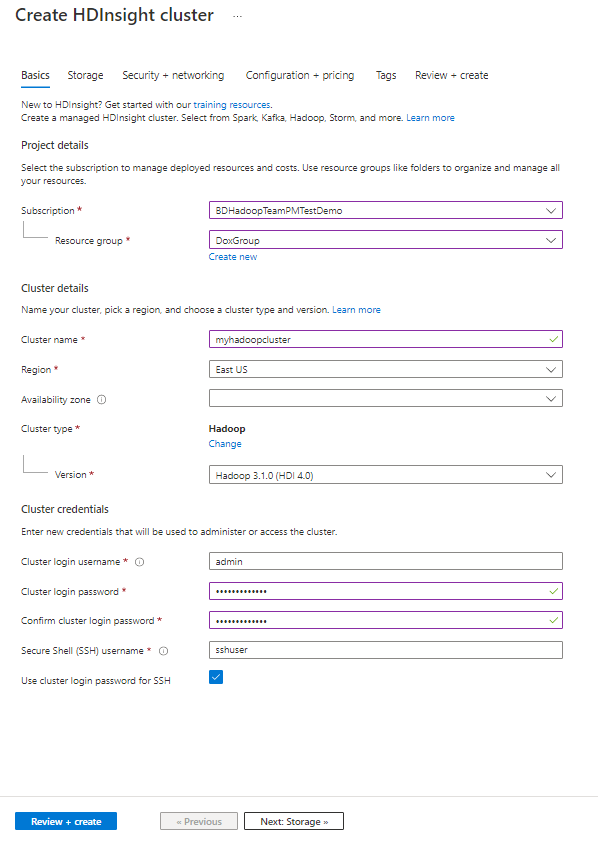 Create HDInsight cluster ...
Basics Storage Security + networking Configuration + pricing Tags Review + create
New to HDInsight? Get started with our training resources.
Create a managed HDInsight cluster. Select from Spark, Kafka, Hadoop, Storm, and more. Learn more
Project details
Select the subscription to manage deployed resources and costs. Use resource groups like folders to organize and manage all
your resources.
Subscription * BDHadoopTeamPMTestDemo
Resource group * DoxGroup
Create new
Cluster details
Name your cluster, pick a region, and choose a cluster type and version. Learn more
Cluster name * myhadoopcluster
Region * East US
Availability zone
Cluster type * Hadoop
Change
Version * Hadoop 3.1.0 (HDI 4.0)
Cluster credentials
Enter new credentials that will be used to administer or access the cluster.
Cluster login username * admin
Cluster login password * •••••••••••••
Confirm cluster login password * •••••••••••••
Secure Shell (SSH) username * sshuser
Use cluster login password for SSH
Review + create « Previous Next: Storage »